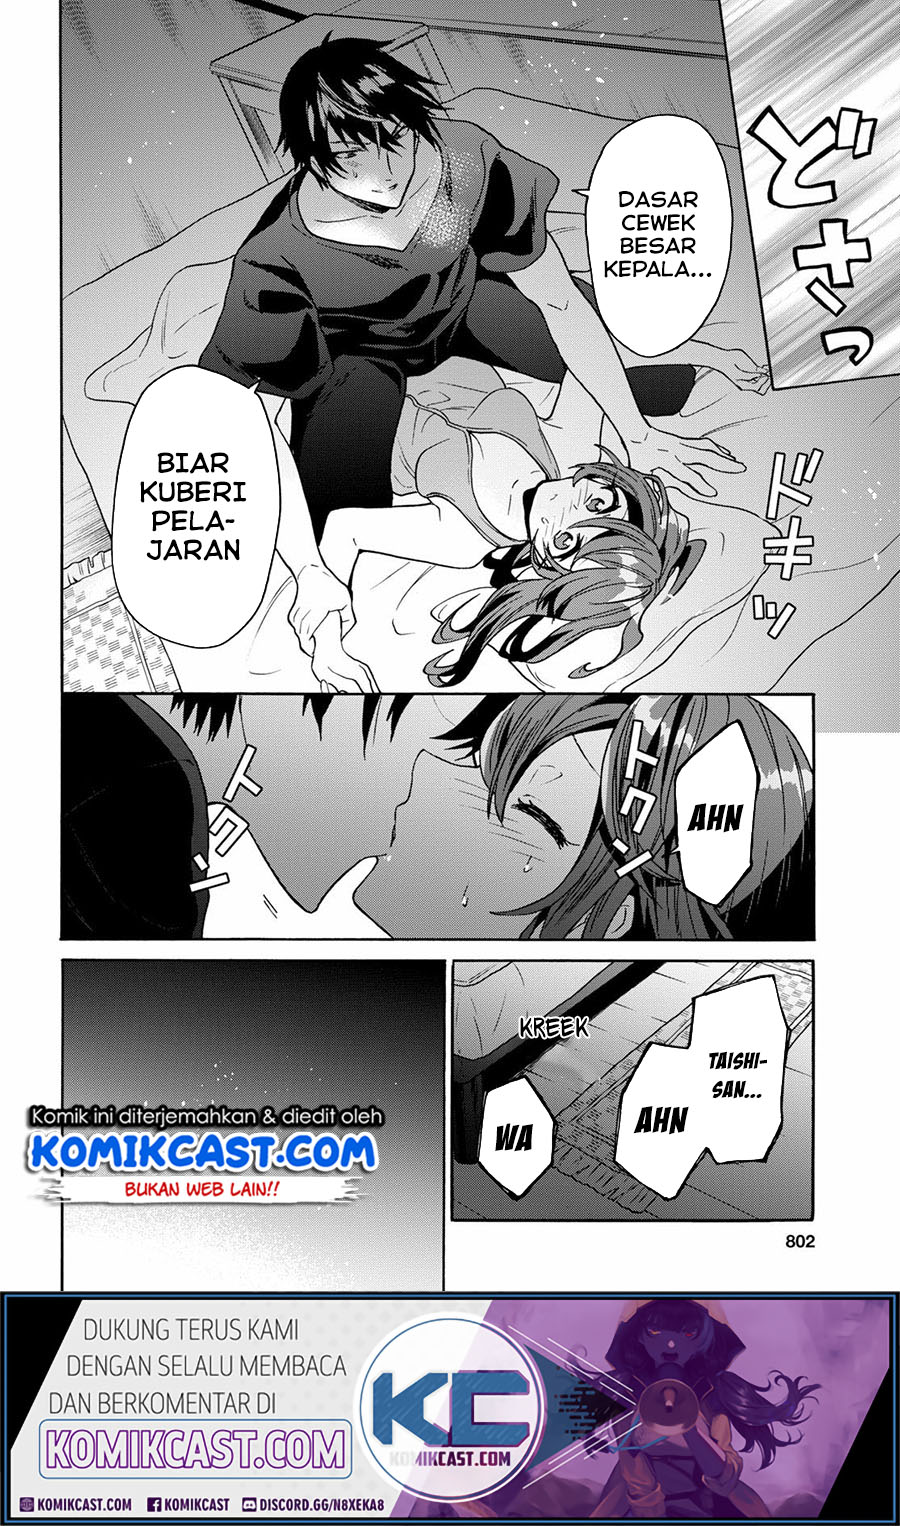 どさっ
DASAR
CEWEK
BESAR
KEPALA...
BIAR
KUBERI
PELA-
JARAN
ドキッ
AHN
トクン
トクン
TAISHI-
SAN...
AHN
KREEK
WA
Komik ini diterjemahkan & diedit oleh
KOMIKCAST.COM
BUKAN WEB LAIN!!
802
DUKUNG TERUS KAMI
DENGAN SELALU MEMBACA
DAN BERKOMENTAR DI
KOMIKCAST.COM
KC
KOMIKCAST.COM
KOMIKCAST.COM
KOMIKCAST
DISCORD.GG/N8XEKA8